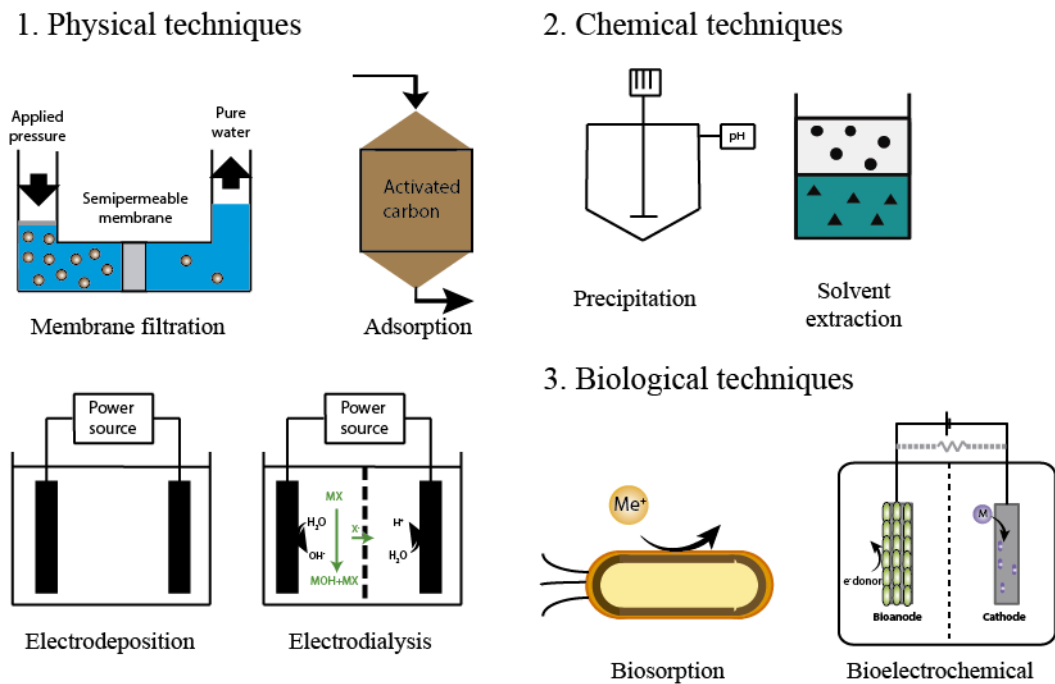 1. Physical techniques
Applied
pressure
Pure
water
Semipermeable
membrane
Membrane filtration
Activated
carbon
Adsorption
Power
source
Electrodeposition
Power
source
MX
H₂O
X-
H⁺
OH-
H₂O
MOH+MX
Electrodialysis
2. Chemical techniques
pH
Precipitation
Solvent
extraction
3. Biological techniques
Me⁺
Biosorption
M
e- donor
Bioanode
Cathode
Bioelectrochemical